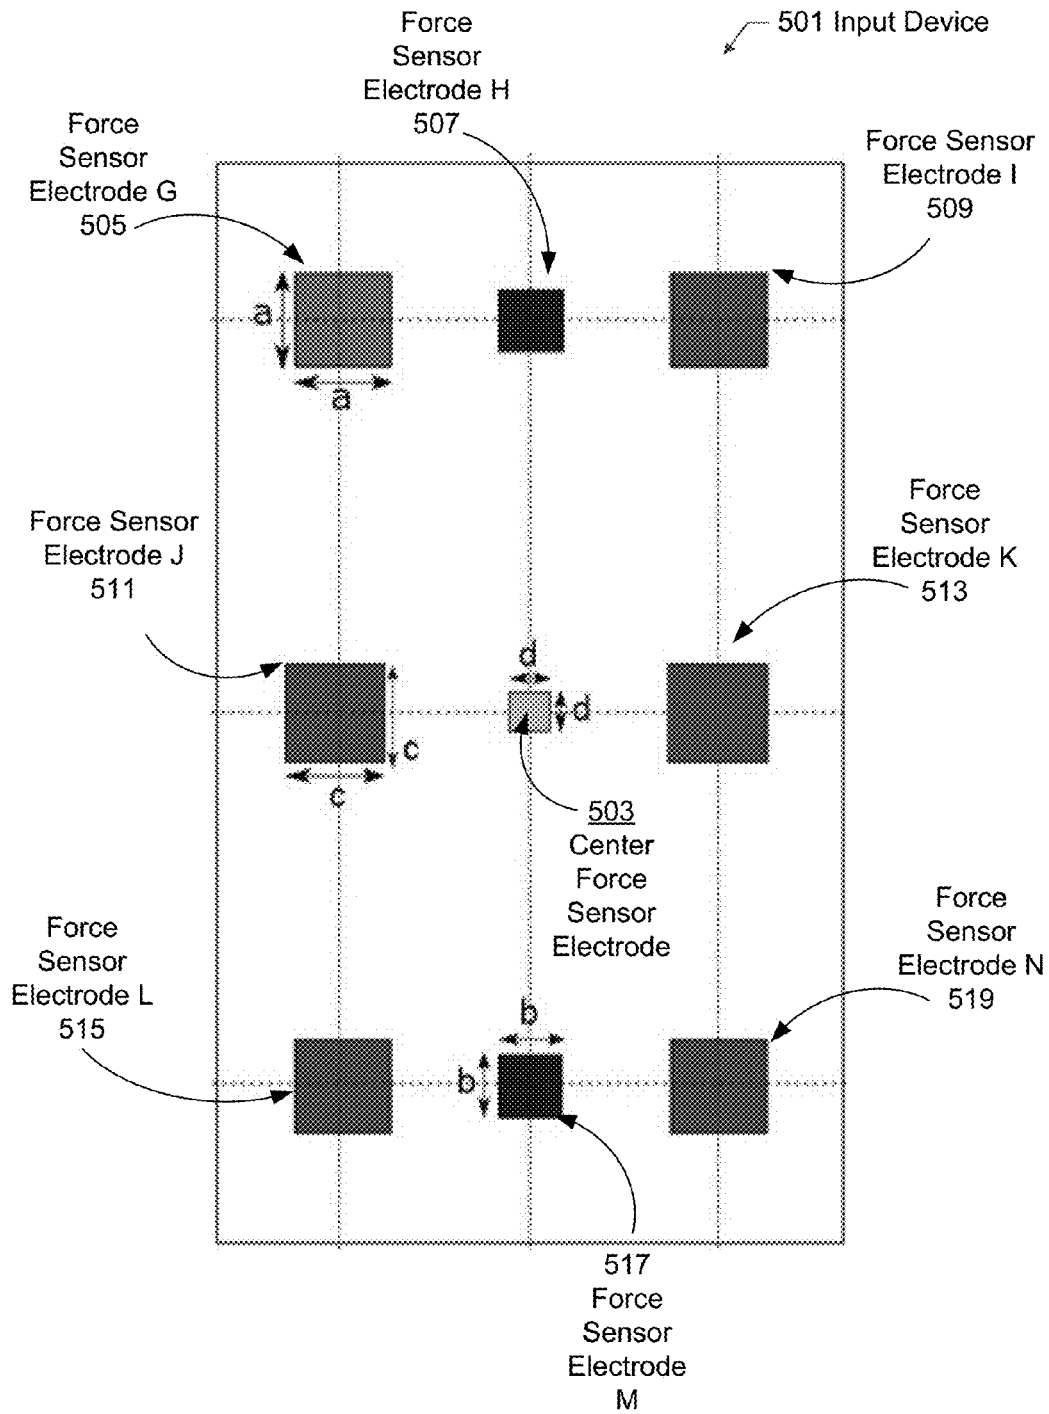 501 Input Device
Force
Sensor
Electrode H
507
Force
Sensor
Electrode G
505
Force Sensor
Electrode I
509
a
a
Force Sensor
Electrode J
511
Force
Sensor
Electrode K
513
d
d
c
c
503
Center
Force
Sensor
Electrode
Force
Sensor
Electrode L
515
Force
Sensor
Electrode N
519
b
b
517
Force
Sensor
Electrode
M